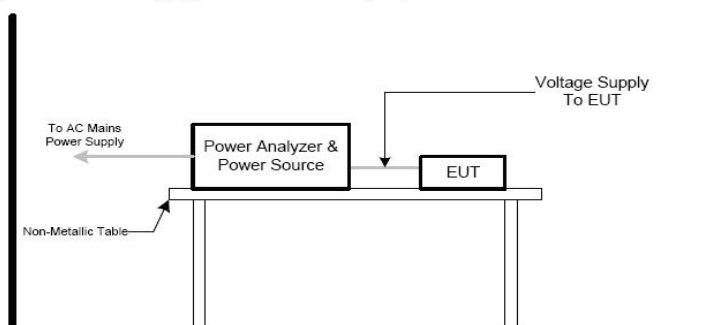 Voltage Supply
To EUT
To AC Mains
Power Supply
Power Analyzer &
Power Source
EUT
Non-Metallic Table